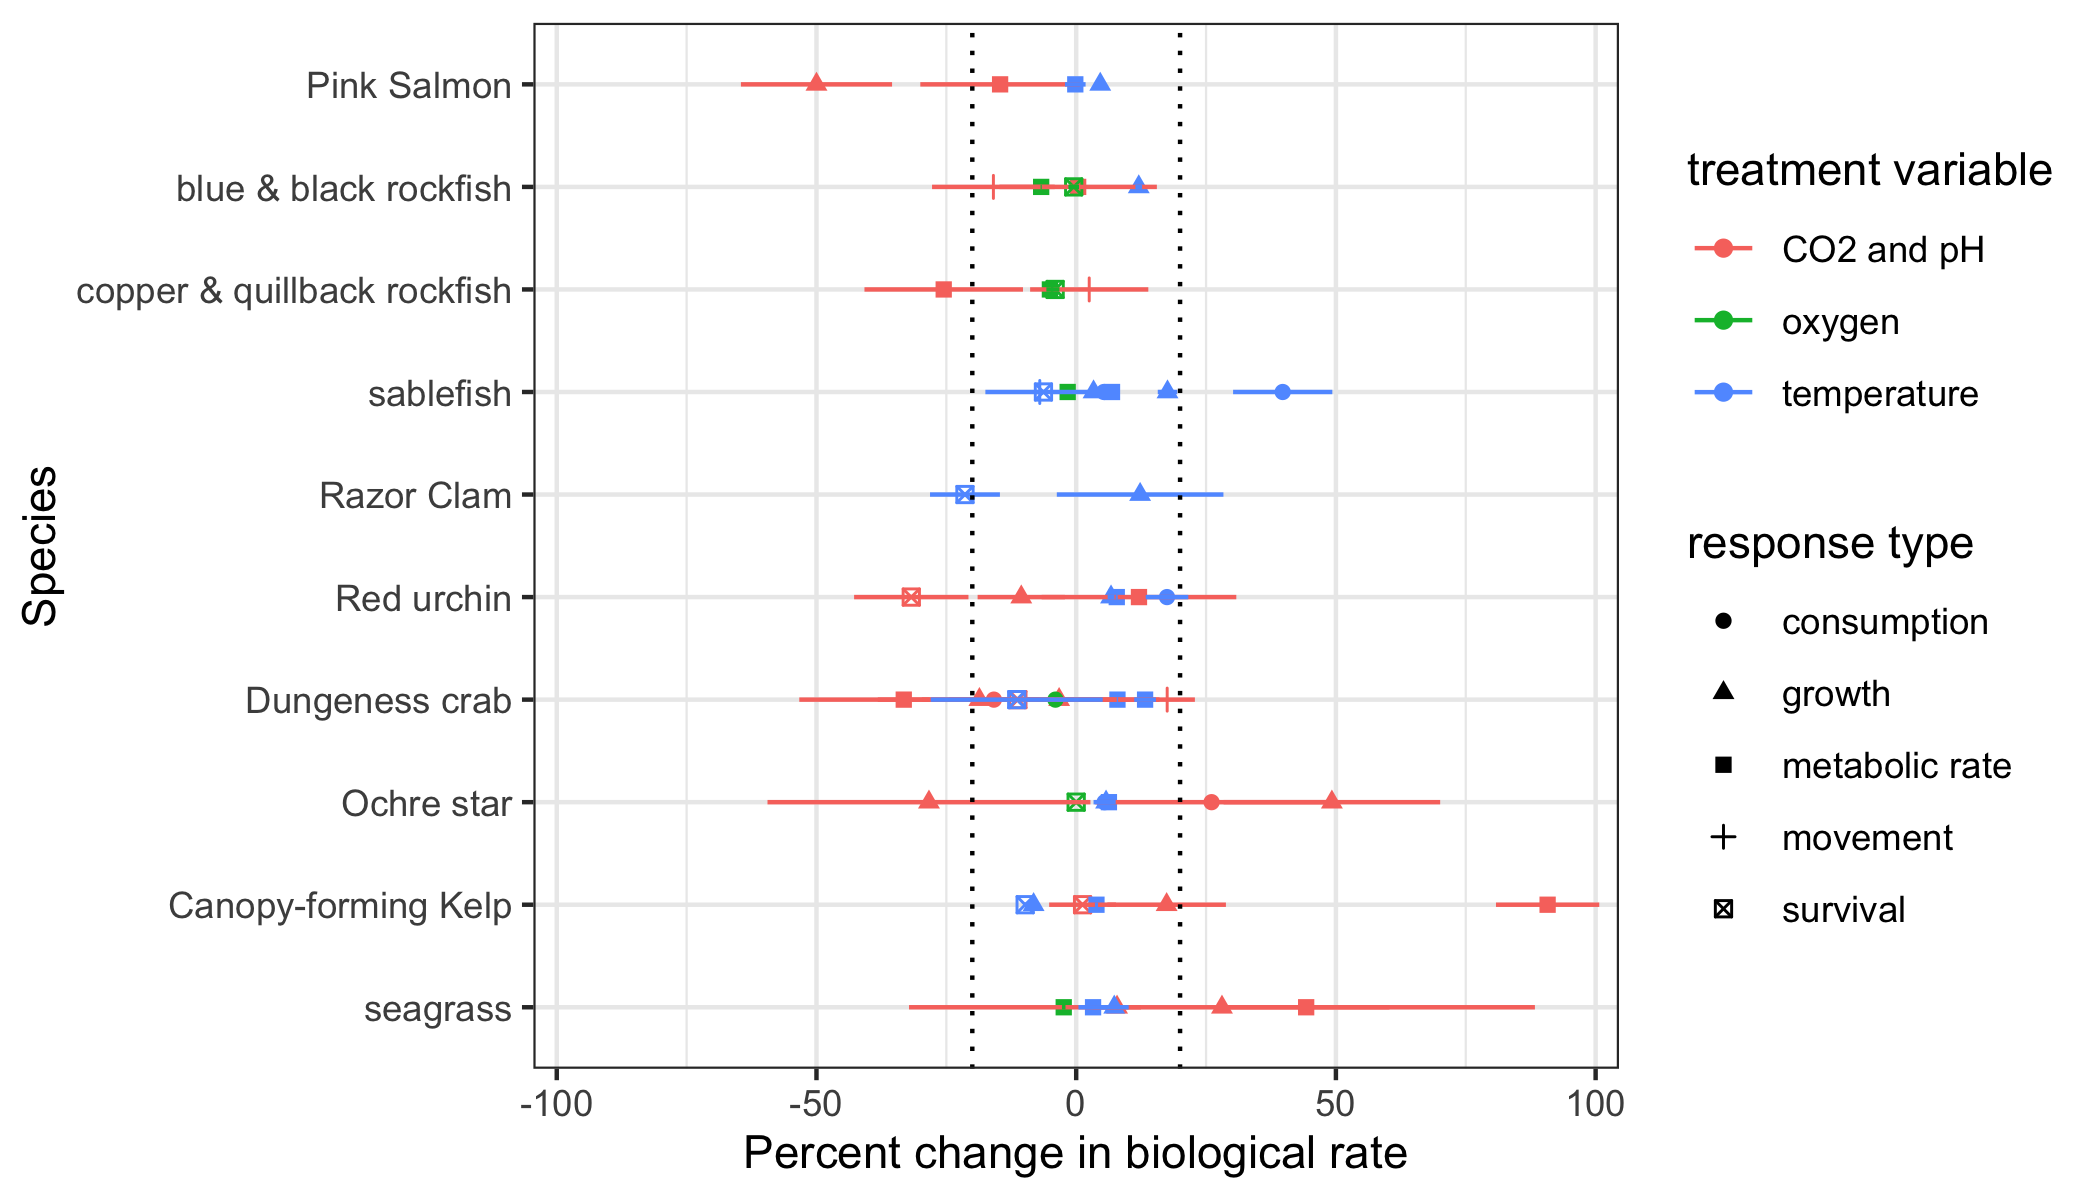 Species
Pink Salmon
blue & black rockfish
copper & quillback rockfish
sablefish
Razor Clam
Red urchin
Dungeness crab
Ochre star
Canopy-forming Kelp
seagrass
-100 -50 0 50 100
Percent change in biological rate
treatment variable
CO2 and pH
oxygen
temperature
response type
consumption
growth
metabolic rate
movement
survival